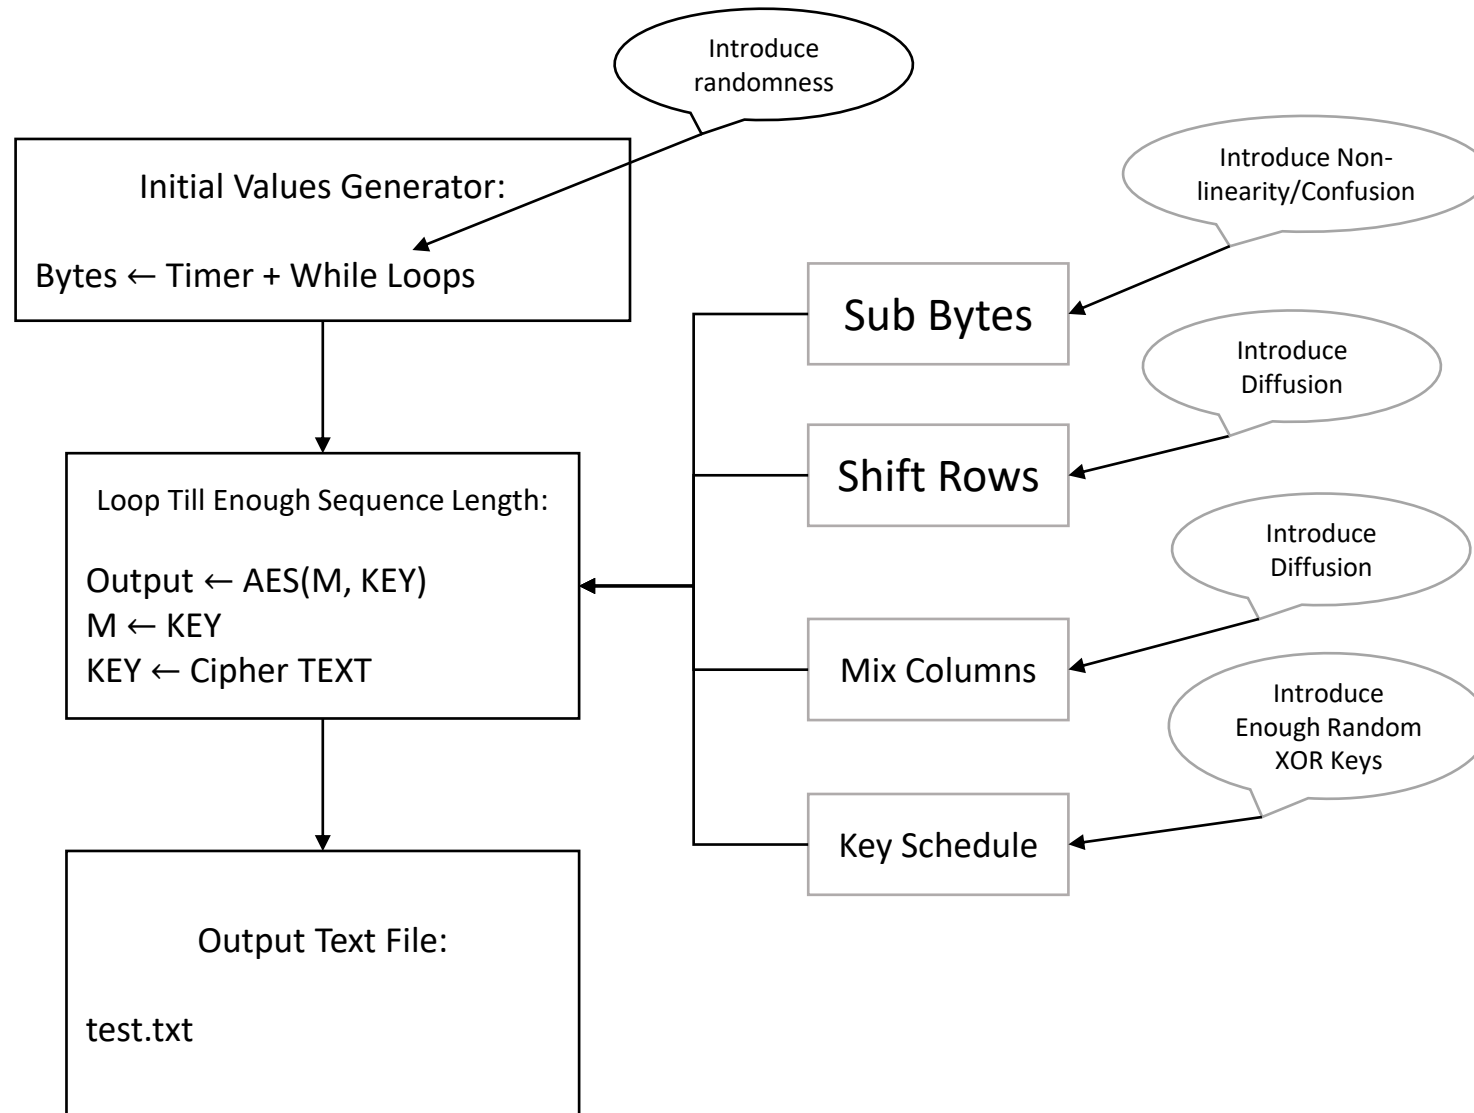 Introduce
randomness
Initial Values Generator:
Bytes ← Timer + While Loops
Introduce Non-
linearity/Confusion
Sub Bytes
Introduce
Diffusion
Shift Rows
Loop Till Enough Sequence Length:
Output ← AES(M, KEY)
M ← KEY
KEY ← Cipher TEXT
Introduce
Diffusion
Mix Columns
Introduce
Enough Random
XOR Keys
Key Schedule
Output Text File:
test.txt